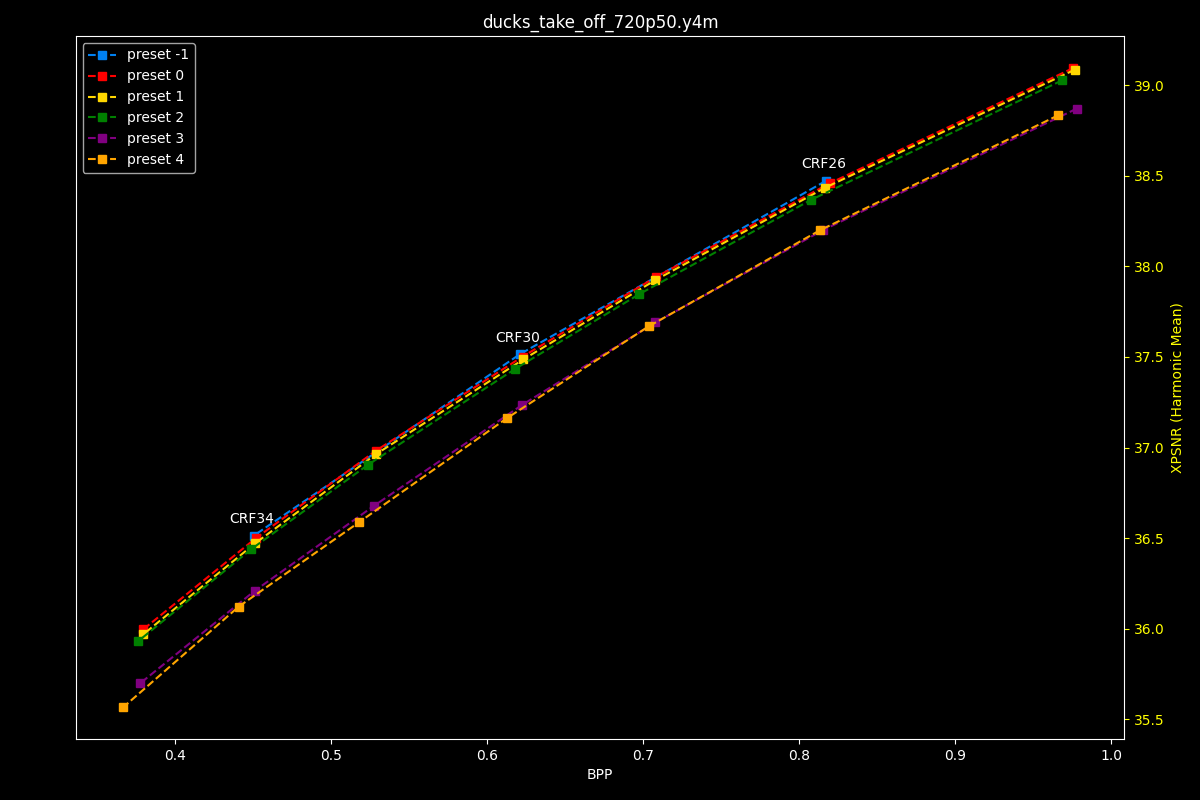 ducks_take_off_720p50.y4m
preset -1
preset 0
preset 1
preset 2
preset 3
preset 4
CRF26
CRF30
CRF34
39.0
38.5
38.0
37.5
37.0
36.5
36.0
35.5
XPSNR (Harmonic Mean)
0.4 0.5 0.6 0.7 0.8 0.9 1.0
BPP